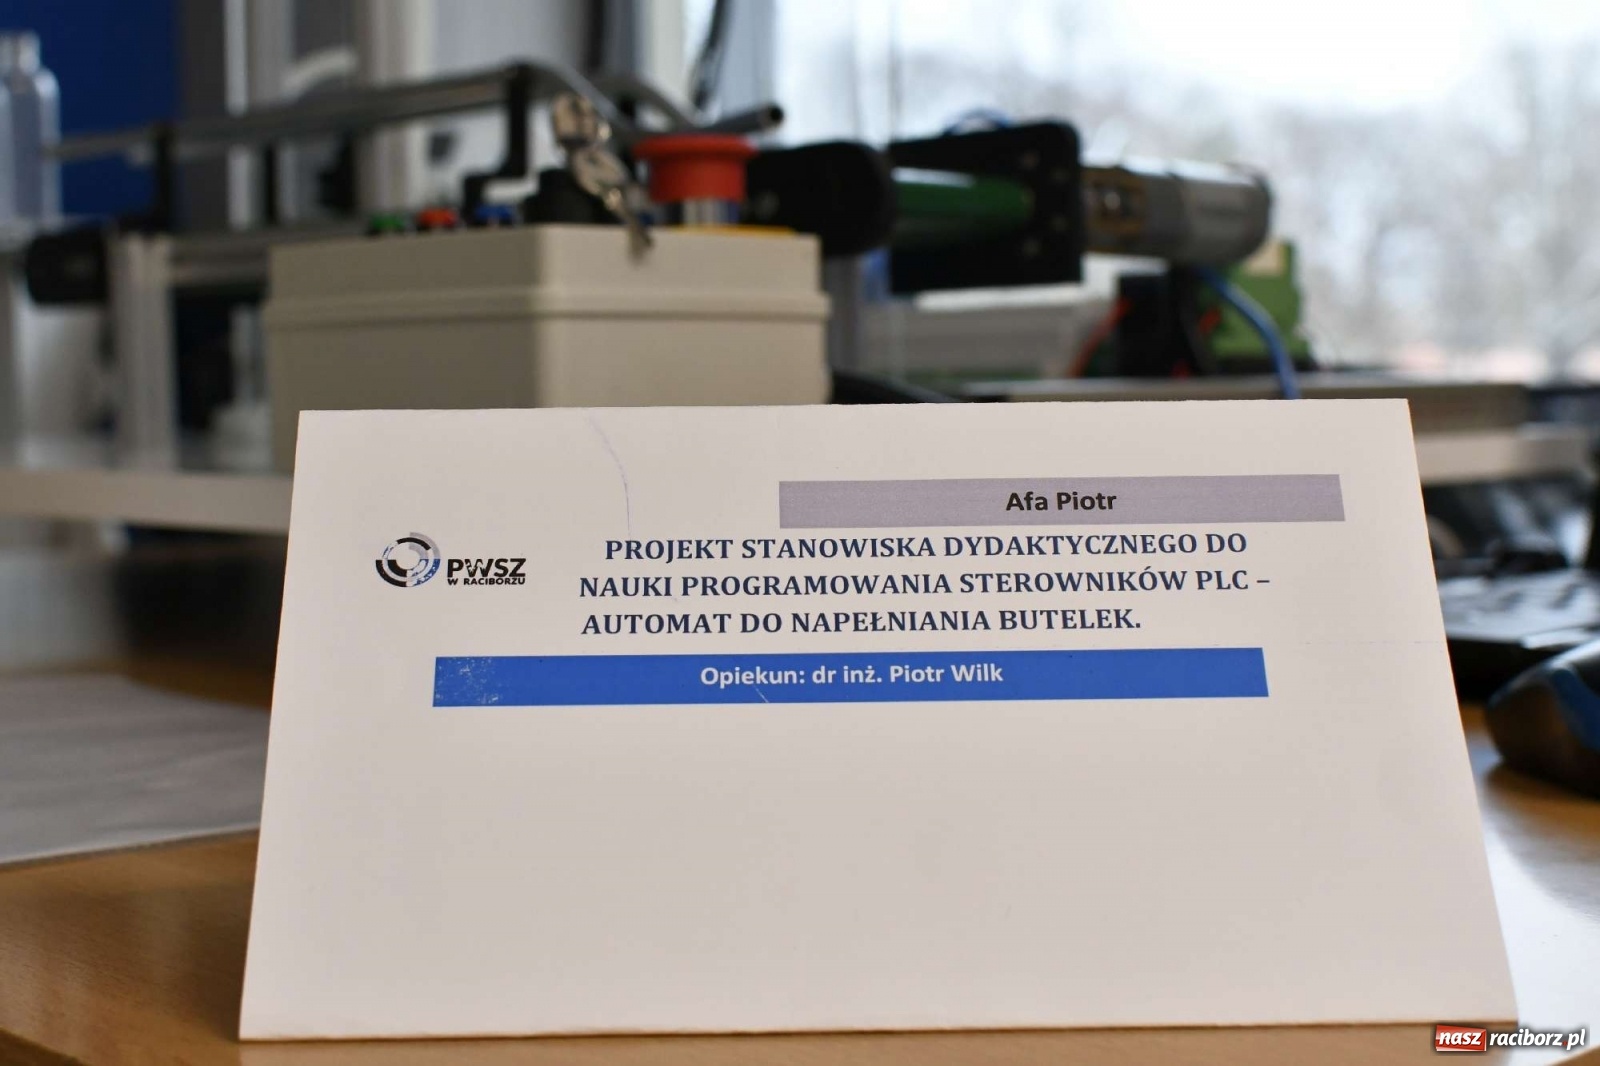 Afa Piotr
PROJEKT STANOWISKA DYDAKTYCZNEGO DO
NAUKI PROGRAMOWANIA STEROWNIKÓW PLC –
AUTOMAT DO NAPEŁNIANIA BUTELEK.
PWSZ
W RACIBORZU
Opiekun: dr inż. Piotr Wilk
nasz raciborz.pl